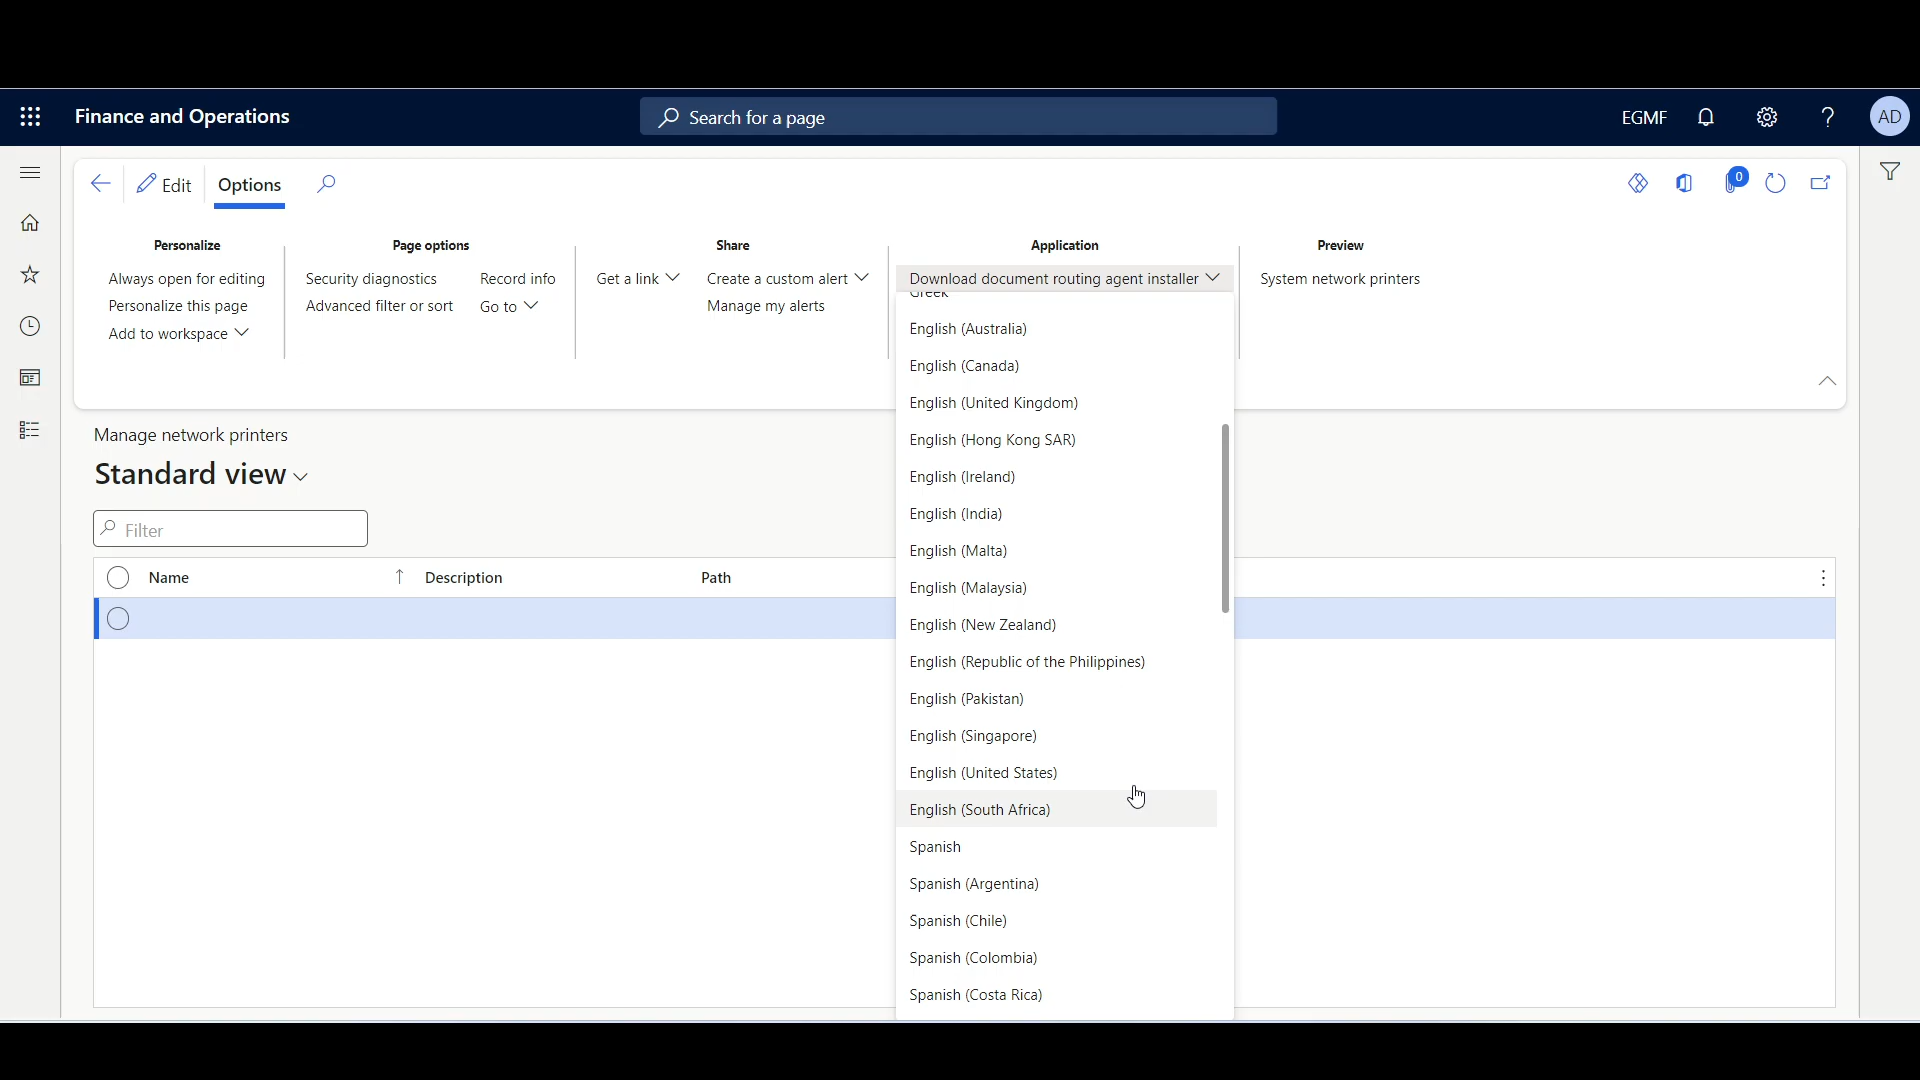 Finance and Operations
Search for a page
EGMF
AD
Edit
Options
0
Personalize
Always open for editing
Personalize this page
Add to workspace
Page options
Security diagnostics
Record info
Advanced filter or sort
Go to
Share
Get a link
Create a custom alert
Manage my alerts
Application
Download document routing agent installer
Preview
System network printers
Greek
English (Australia)
English (Canada)
English (United Kingdom)
English (Hong Kong SAR)
English (Ireland)
English (India)
English (Malta)
English (Malaysia)
English (New Zealand)
English (Republic of the Philippines)
English (Pakistan)
English (Singapore)
English (United States)
English (South Africa)
Spanish
Spanish (Argentina)
Spanish (Chile)
Spanish (Colombia)
Spanish (Costa Rica)
Manage network printers
Standard view
Filter
Name
Description
Path